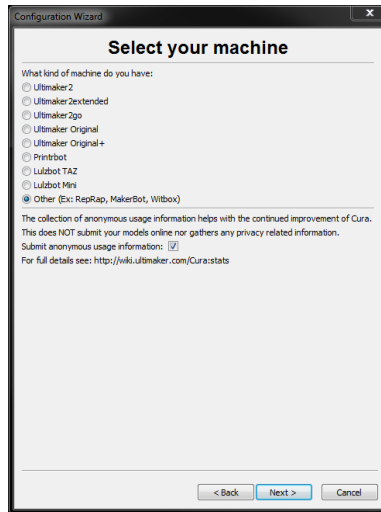 Configuration Wizard
x
Select your machine
What kind of machine do you have:
Ultimaker2
Ultimaker2extended
Ultimaker2go
Ultimaker Original
Ultimaker Original+
Printrbot
Lulzbot TAZ
Lulzbot Mini
Other (Ex: RepRap, MakerBot, Witbox)
The collection of anonymous usage information helps with the continued improvement of Cura.
This does NOT submit your models online nor gathers any privacy related information.
Submit anonymous usage information:
For full details see: http://wiki.ultimaker.com/Cura:stats
< Back Next > Cancel